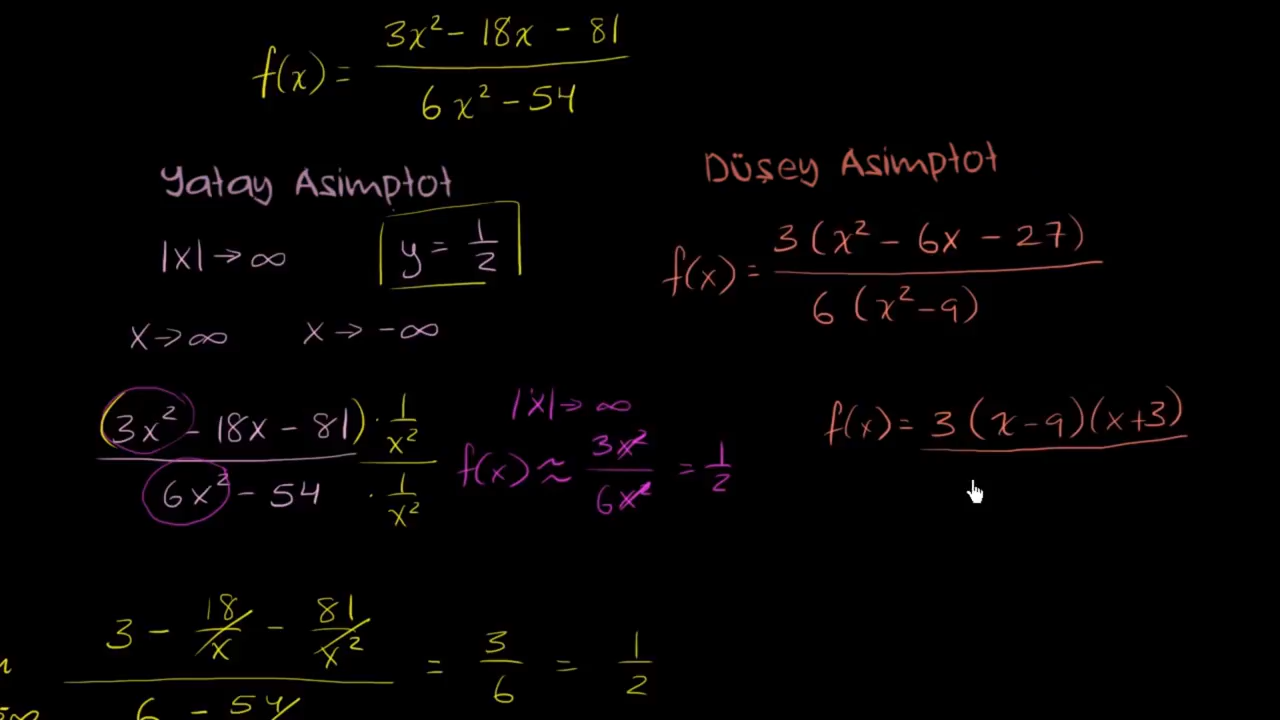 f(x) = (3x² - 18x - 81) / (6x² - 54)
Yatay Asimptot
|x| → ∞
y = 1/2
x → ∞ x → -∞
(3x² - 18x - 81) · 1/x² / 6x² - 54 · 1/x²
|x| → ∞
f(x) ≈ 3x²/6x² = 1/2
3 - 18/x - 81/x² / 6 - 54 = 3/6 = 1/2
Düşey Asimptot
f(x) = 3(x² - 6x - 27) / 6(x² - 9)
f(x) = 3(x-9)(x+3)